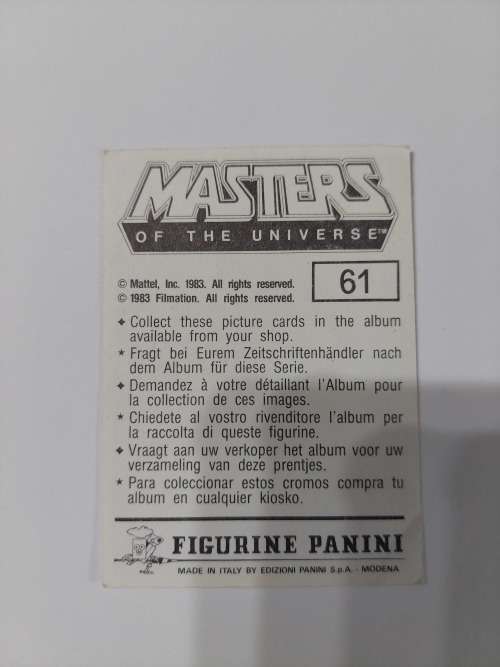 MASTERS
OF THE UNIVERSE™
© Mattel, Inc. 1983. All rights reserved.
© 1983 Filmation. All rights reserved.
61
✦ Collect these picture cards in the album
available from your shop.
★ Fragt bei Eurem Zeitschriftenhändler nach
dem Album für diese Serie.
✦ Demandez à votre détaillant l'Album pour
la collection de ces images.
★ Chiedete al vostro rivenditore l'album per
la raccolta di queste figurine.
✦ Vraagt aan uw verkoper het album voor uw
verzameling van deze prentjes.
★ Para coleccionar estos cromos compra tu
album en cualquier kiosko.
FIGURINE PANINI
MADE IN ITALY BY EDIZIONI PANINI S.p.A. - MODENA